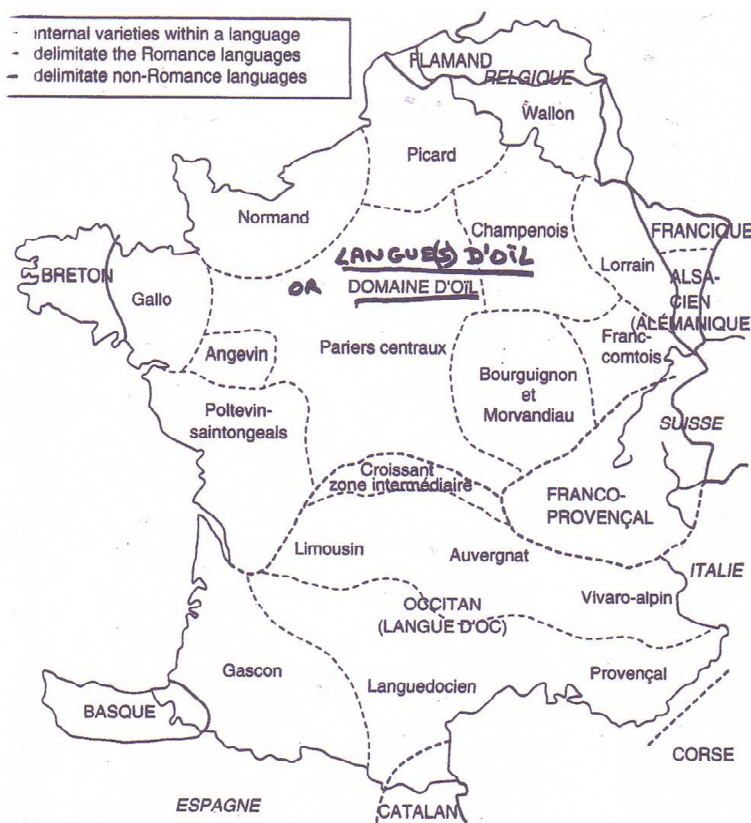 internal varieties within a language
delimitate the Romance languages
delimitate non-Romance languages
FLAMAND
RELGIQUE
Wallon
Picard
Normand
Champenois
FRANCIQUE
LANGUE(S) D'OÏL
BRETON
Gallo
Lorrain
ALSA-
CIEN
(ALÉMANIQUE)
OR DOMAINE D'OÏL
Angevin
Pariers centraux
Franc-
comtois
Bourguignon
et
Morvandiau
Poltevin-
saintongeais
SUISSE
Croissant
zone intermédiaire
FRANCO-
PROVENÇAL
Limousin
Auvergnat
ITALIE
Vivaro-alpin
OCCITAN
(LANGUE D'OC)
Gascon
Languedocien
Provençal
BASQUE
CORSE
ESPAGNE
CATALAN